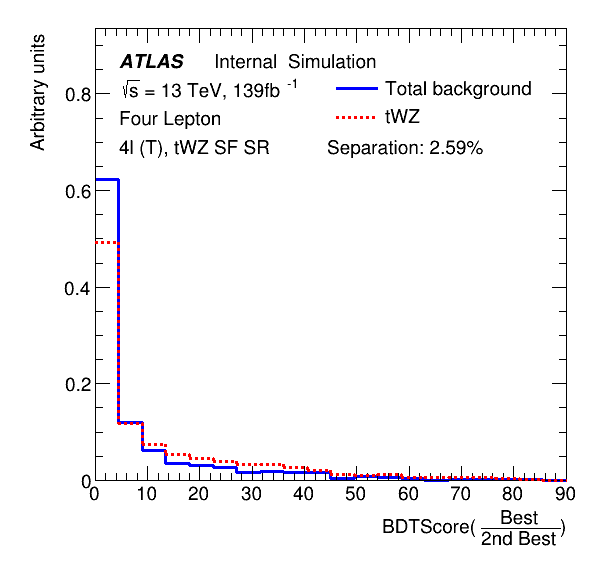 Arbitrary units
ATLAS Internal Simulation
√s = 13 TeV, 139fb⁻¹
Four Lepton
4l (T), tWZ SF SR
Total background
tWZ
Separation: 2.59%
0.8
0.6
0.4
0.2
0
0 10 20 30 40 50 60 70 80 90
BDTScore(Best/2nd Best)